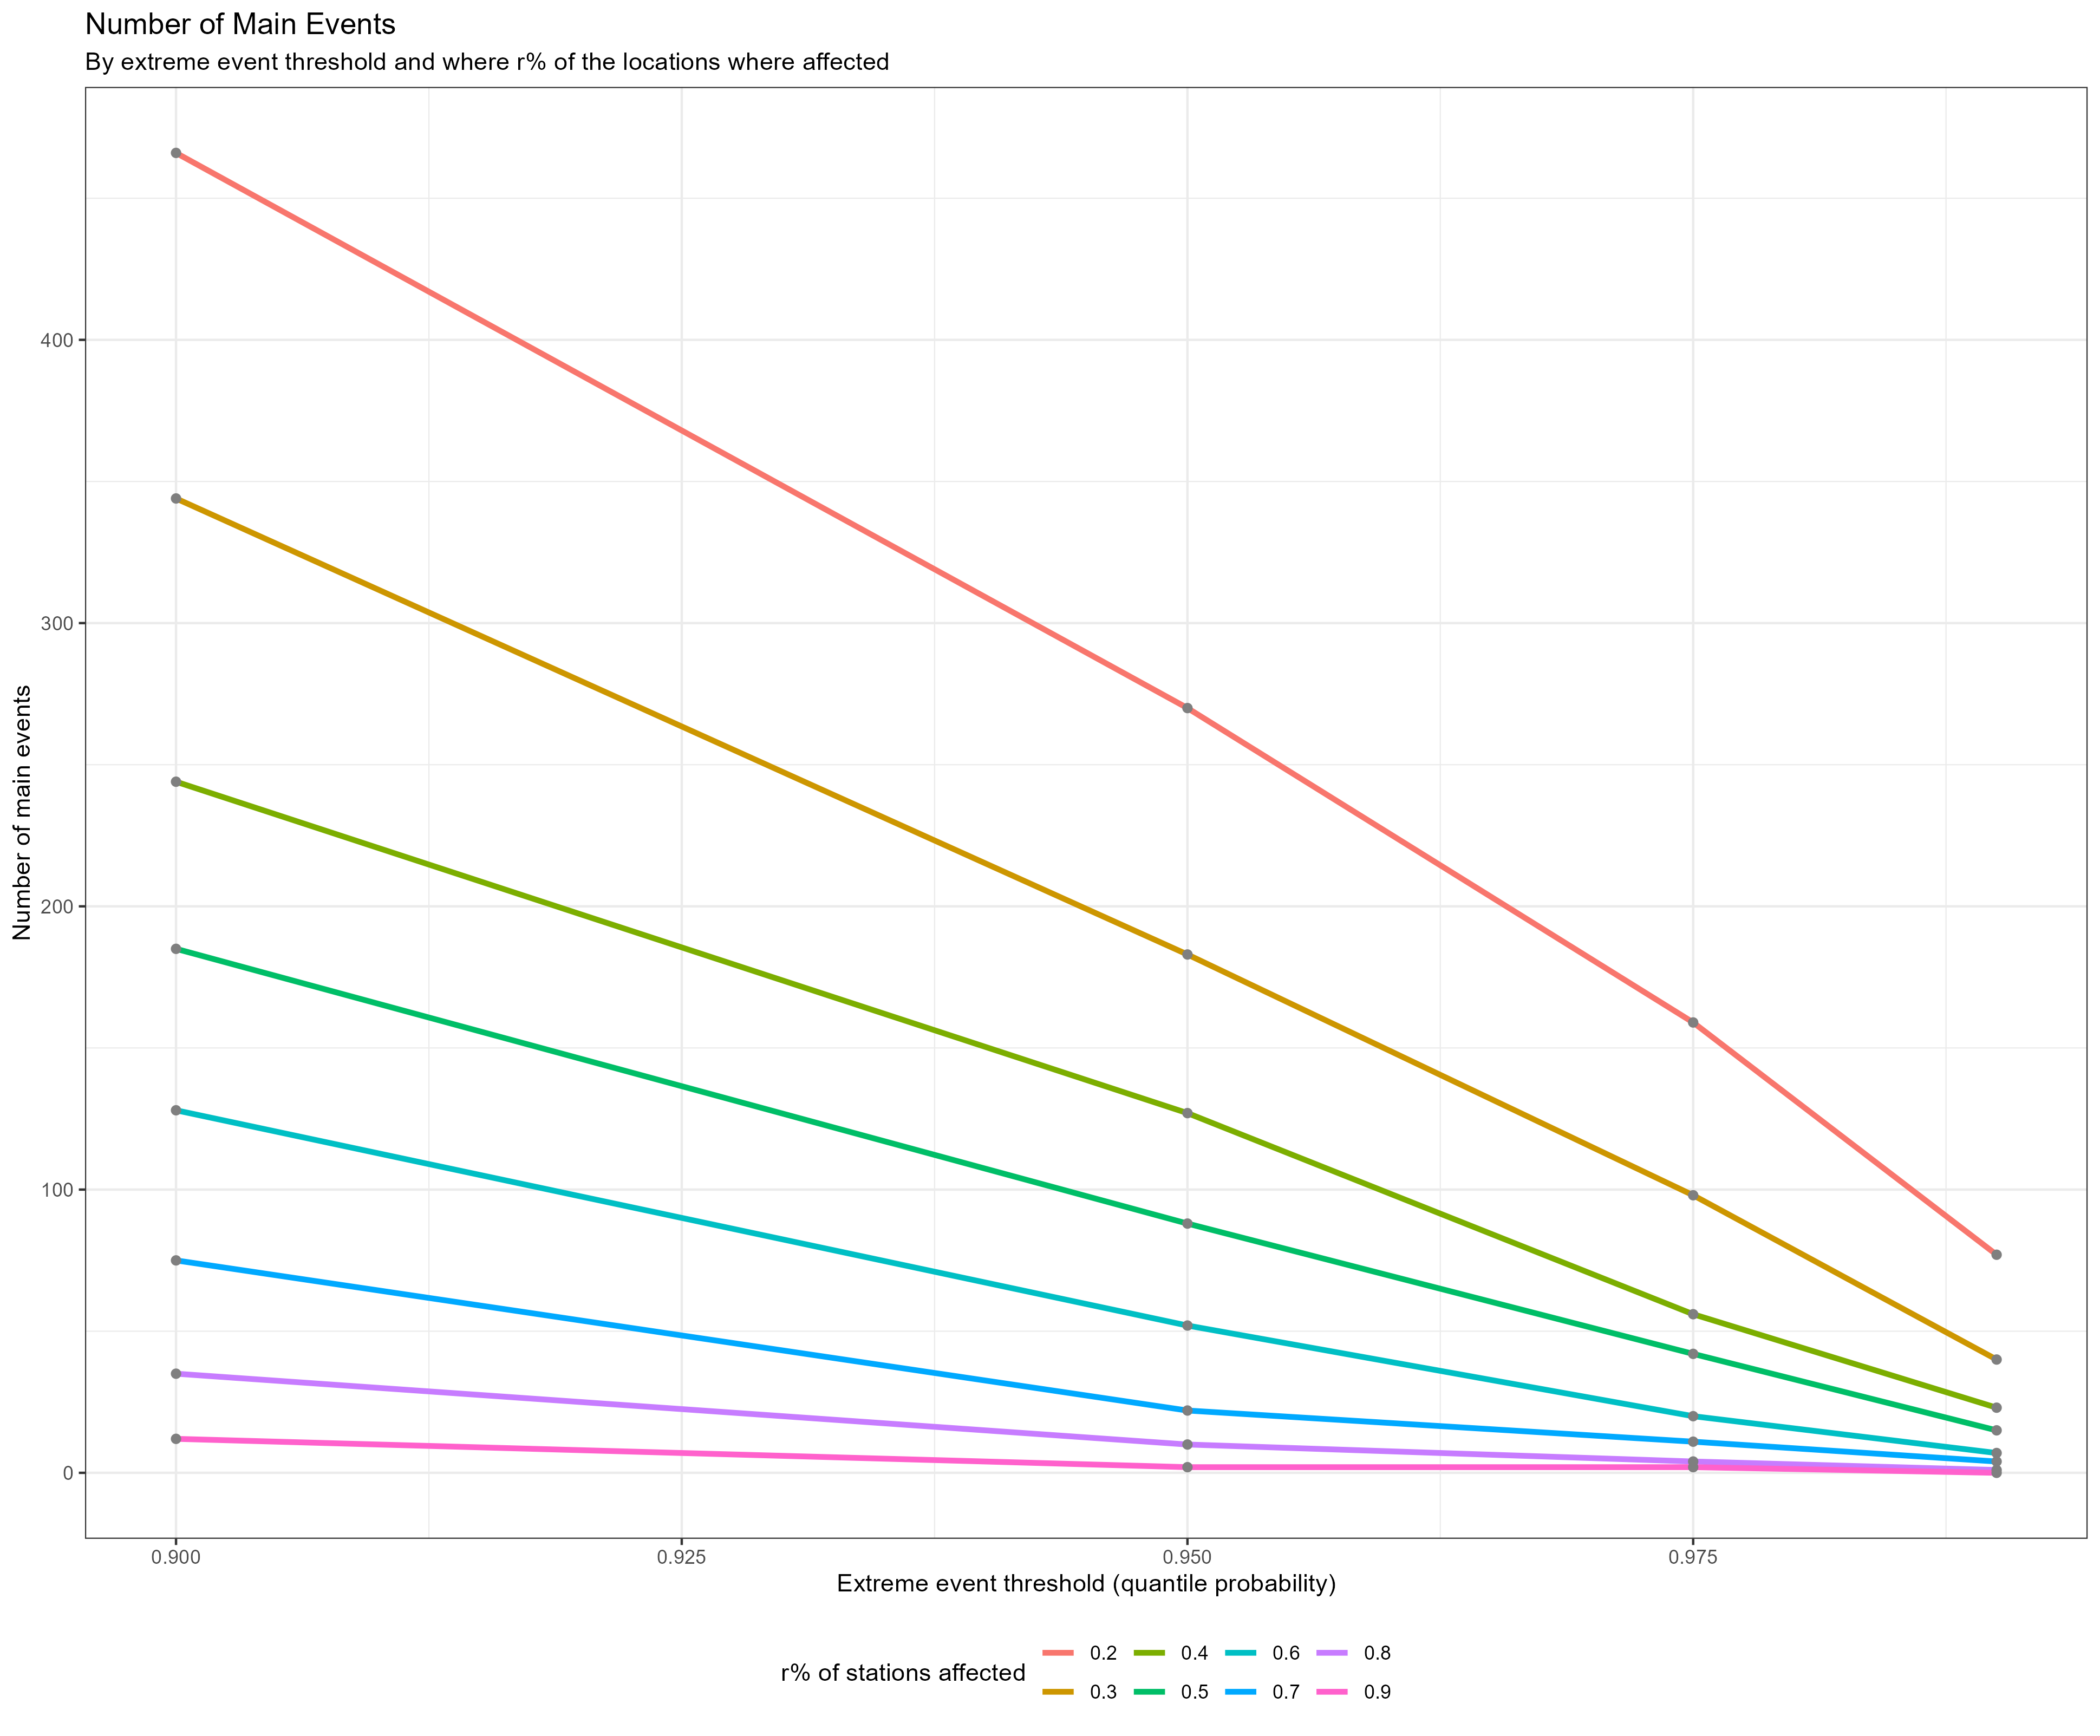 Number of Main Events
By extreme event threshold and where r% of the locations where affected
Number of main events
400
300
200
100
0
0.900 0.925 0.950 0.975
Extreme event threshold (quantile probability)
r% of stations affected
0.2 0.4 0.6 0.8
0.3 0.5 0.7 0.9